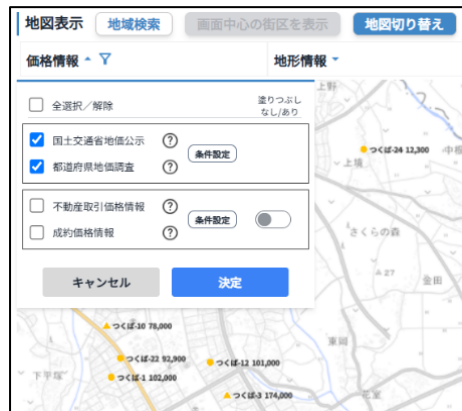 地図表示 地域検索 画面中心の街区を表示 地図切り替え
価格情報 地形情報
全選択/解除 塗りつぶし
なし/あり
国土交通省地価公示 ?
条件設定
都道府県地価調査 ?
不動産取引価格情報 ?
条件設定
成約価格情報 ?
キャンセル 決定
上野
つくば-24 12,300
中根
上境
さくらの森
27
金田
つくば-10 78,000
東岡
つくば-22 92,900
つくば-12 101,000
下平塚
つくば-1 102,000
つくば-3 174,000
花室